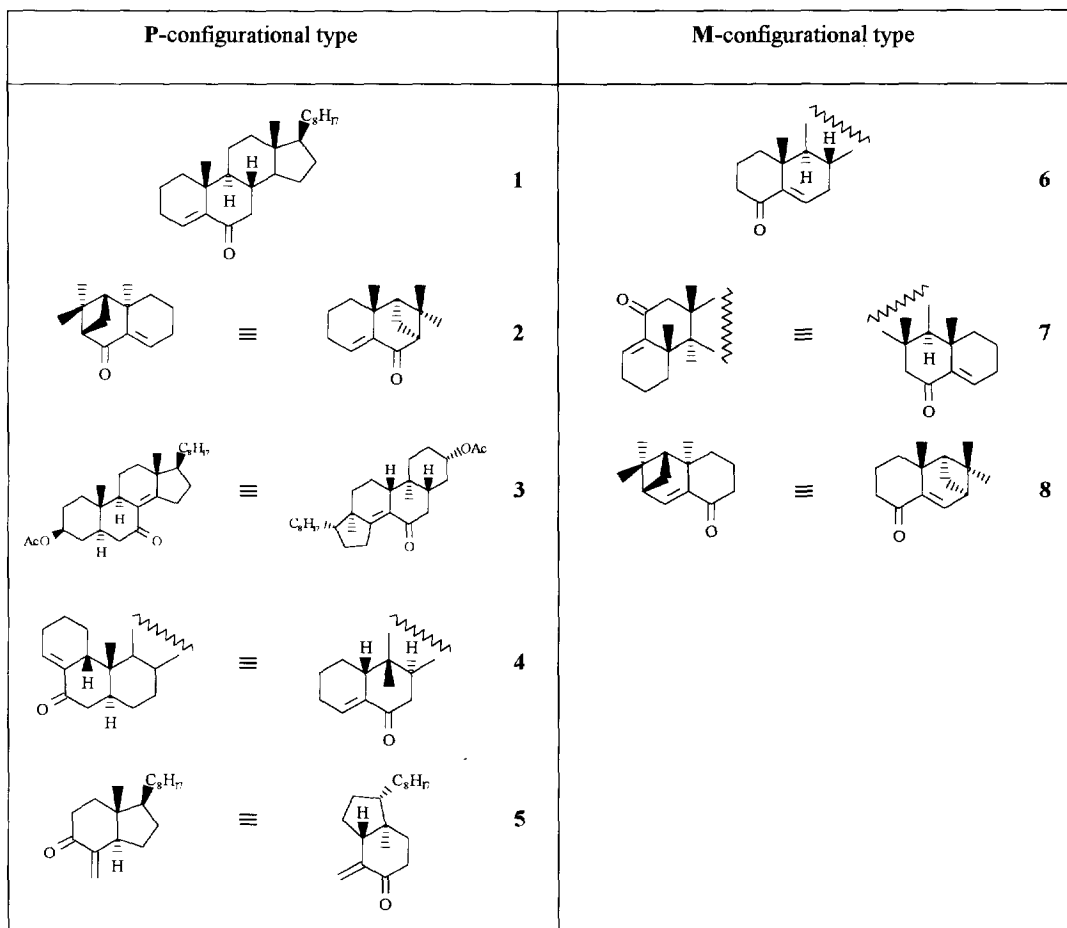 P-configurational type
M-configurational type
C8H17
H
H
O
1
H
H
O
6
O
≡
O
2
O
≡
H
O
7
C8H17
H
AcO
H
O
≡
OAc
H
H
C8H17
O
3
O
≡
O
8
H
O
H
≡
H
H
O
4
C8H17
O
H
≡
C8H17
H
O
5